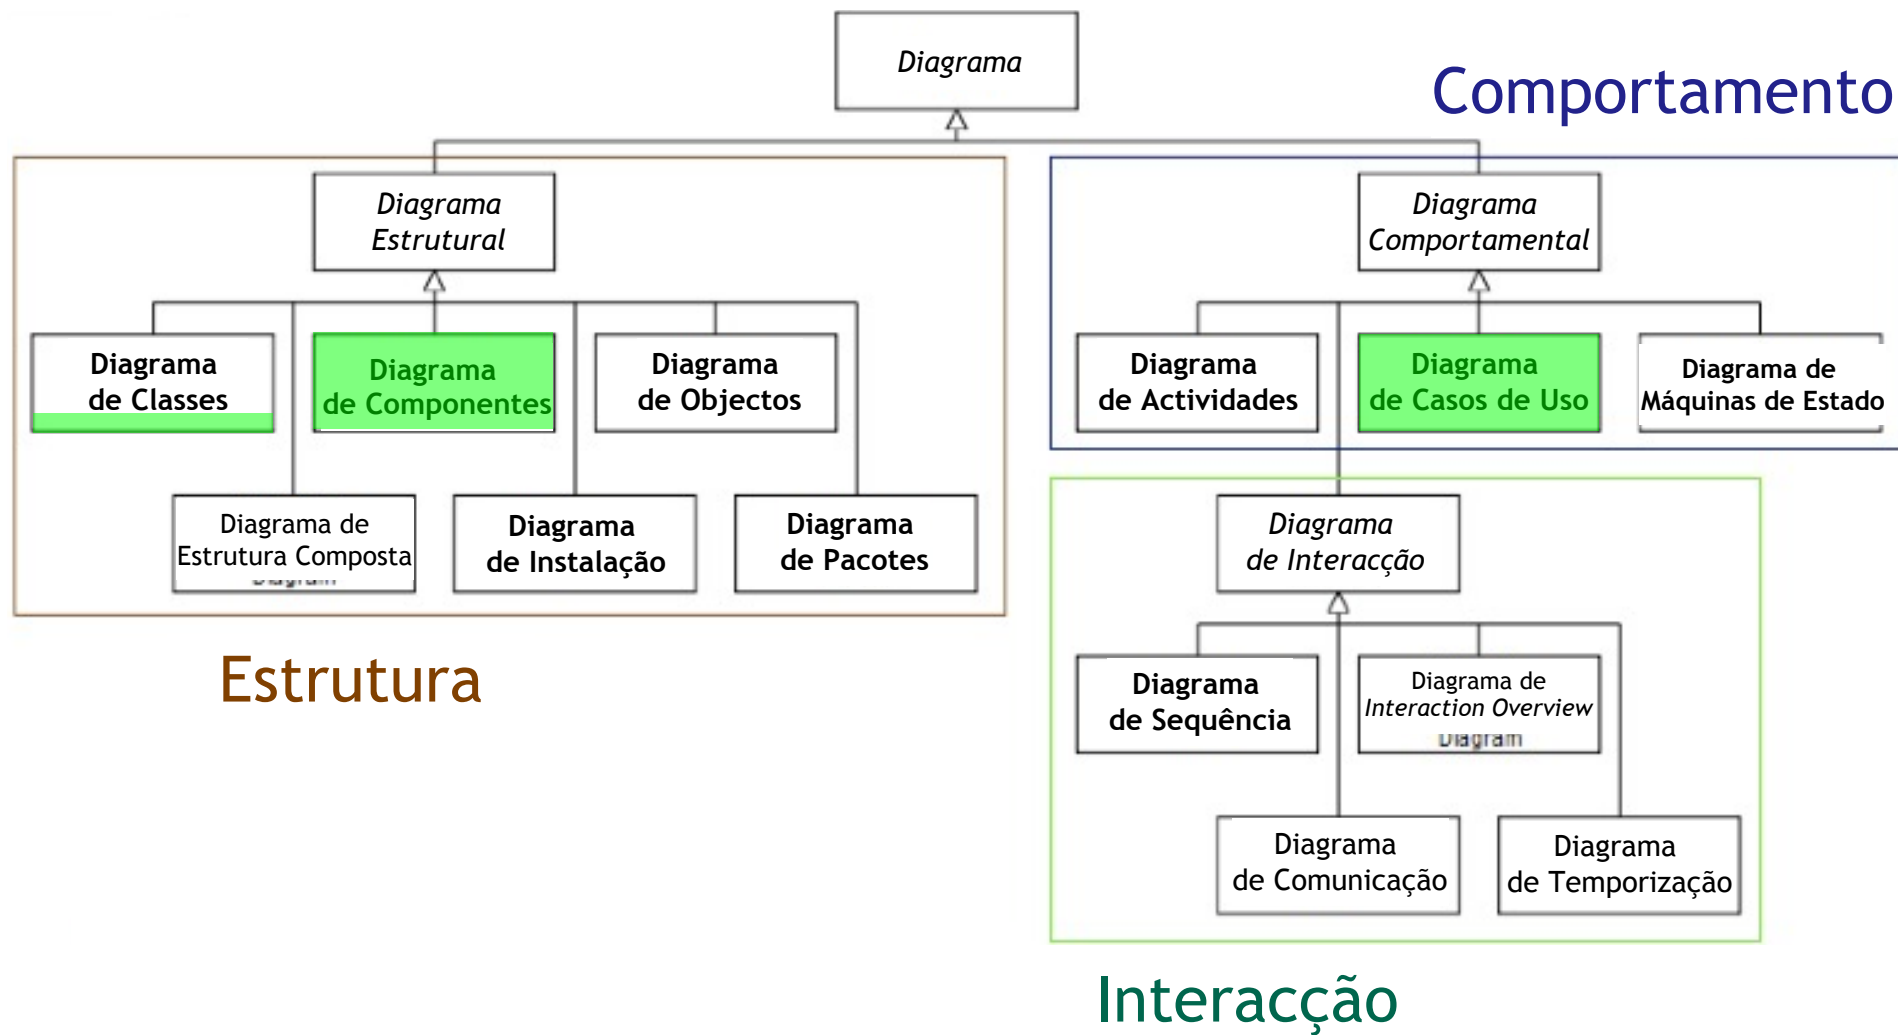 Diagrama
Comportamento
Diagrama
Estrutural
Diagrama
Comportamental
Diagrama
de Classes
Diagrama
de Componentes
Diagrama
de Objectos
Diagrama
de Actividades
Diagrama
de Casos de Uso
Diagrama de
Máquinas de Estado
Diagrama de
Estrutura Composta
Diagram
Diagrama
de Instalação
Diagrama
de Pacotes
Diagrama
de Interacção
Estrutura
Diagrama
de Sequência
Diagrama de
Interaction Overview
Diagram
Diagrama
de Comunicação
Diagrama
de Temporização
Interacção